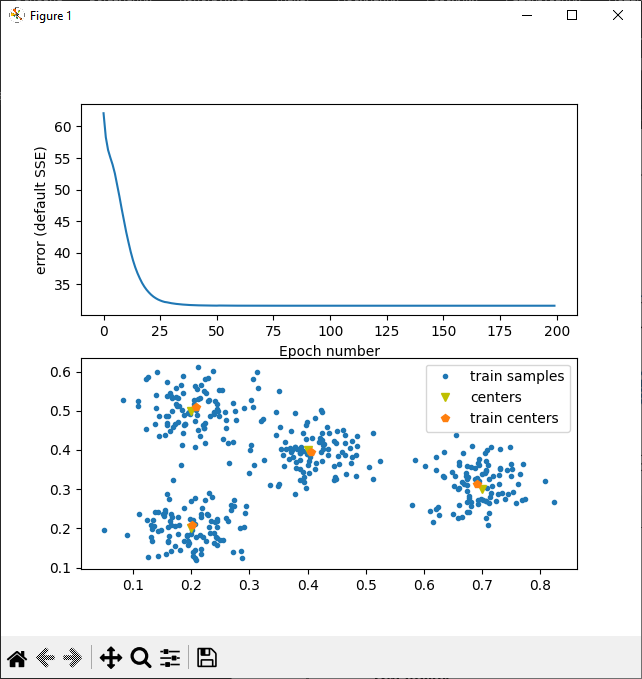 Figure 1
60
55
50
45
40
35
error (default SSE)
0 25 50 75 100 125 150 175 200
Epoch number
0.6
0.5
0.4
0.3
0.2
0.1
train samples
centers
train centers
0.1 0.2 0.3 0.4 0.5 0.6 0.7 0.8